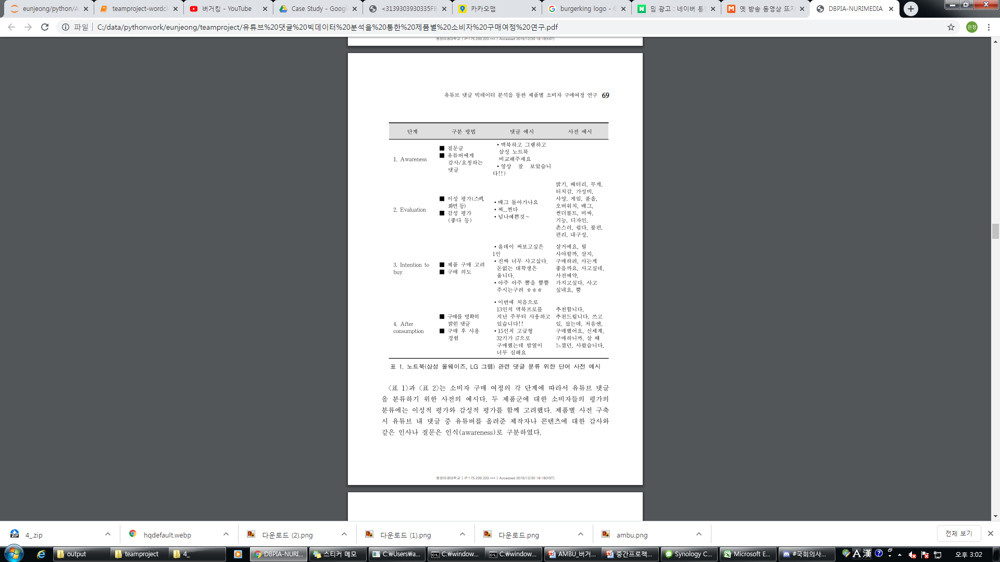 eunjeong/python/A
teamproject-wordcl
버거킹 - YouTube
Case Study - Googl
<3139303930335FB
카카오맵
burgerking logo - G
밈 광고 : 네이버 통
옛 방송 동영상 뜨자
DBPIA-NURIMEDIA
파일 | C:/data/pythonwork/eunjeong/teamproject/유튜브%20댓글%20빅데이터%20분석을%20통한%20제품별%20소비자%20구매여정%20연구.pdf
은정
동양미래대학교 | IP:175.209.223.*** | Accessed 2019/12/30 18:18(KST)
유튜브 댓글 빅데이터 분석을 통한 제품별 소비자 구매여정 연구 69
단계 구분 방법 댓글 예시 사전 예시
1. Awareness
■ 질문글
■ 유튜버에게
감사/요청하는
댓글
• 맥북하고 그램하고
삼성 노트북
비교해주세요
• 영상 잘 보았습니
다!!)
2. Evaluation
■ 이성 평가(스펙,
화면 등)
■ 감성 평가
(좋다 등)
• 배그 돌아가나요
• 쩌...쩐다
• 넘나예쁜것~
밝기, 배터리, 무게,
터치감, 가성비,
사양, 게임, 풀옵,
오버워치, 배그,
썬더볼트, 비싸,
기능, 디자인,
촌스러, 쉽다, 불편,
편리, 내구성,
3. Intention to
buy
■ 제품 구매 고려
■ 구매 의도
• 올데이 써보고싶은
1인
• 진짜 너무 사고싶다.
돈없는 대학생은
웁니다.
• 아주 아주 뽐을 뿜뿜
주시는구려 ㅎㅎㅎ
살거에요, 뭘
사야할까, 살지,
구매하려, 사는게
좋을까요, 사고싶네,
사전예약,
가지고싶다, 사고
싶네요, 뽐
4. After
consumption
■ 구매를 명확히
밝힌 댓글
■ 구매 후 사용
경험
• 이번에 처음으로
13인치 맥북프로를
지난 주부터 사용하고
있습니다!!
• 15인치 고급형
32기가 i7으로
구매했는데 발열이
너무 심해요
추천합니다,
추천드립니다, 쓰고
있, 샀는데, 처음엔,
구매했어요, 신세계,
구매하니까, 살 때
느꼈던, 사왔습니다,
표 1. 노트북(삼성 올웨이즈, LG 그램) 관련 댓글 분류 위한 단어 사전 예시
〈표 1〉과 〈표 2〉는 소비자 구매 여정의 각 단계에 따라서 유튜브 댓글
을 분류하기 위한 사전의 예시다. 두 제품군에 대한 소비자들의 평가의
분류에는 이성적 평가와 감성적 평가를 함께 고려했다. 제품별 사전 구축
시 유튜브 내 댓글 중 유튜버를 올려준 제작자나 콘텐츠에 대한 감사와
같은 인사나 질문은 인식(awareness)로 구분하였다.
동양미래대학교 | IP:175.209.223.*** | Accessed 2019/12/30 18:18(KST)
4_.zip
hqdefault.webp
다운로드 (2).png
다운로드 (1).png
다운로드.png
ambu.png
전체 보기
output
teamproject
4_
DBPIA-NURI...
스티커 메모
C:₩Users₩a...
C:₩window...
C:₩window...
AMBU_버거...
중간프로젝...
Synology C...
Microsoft E...
#국회의사...
A 漢
오후 3:02